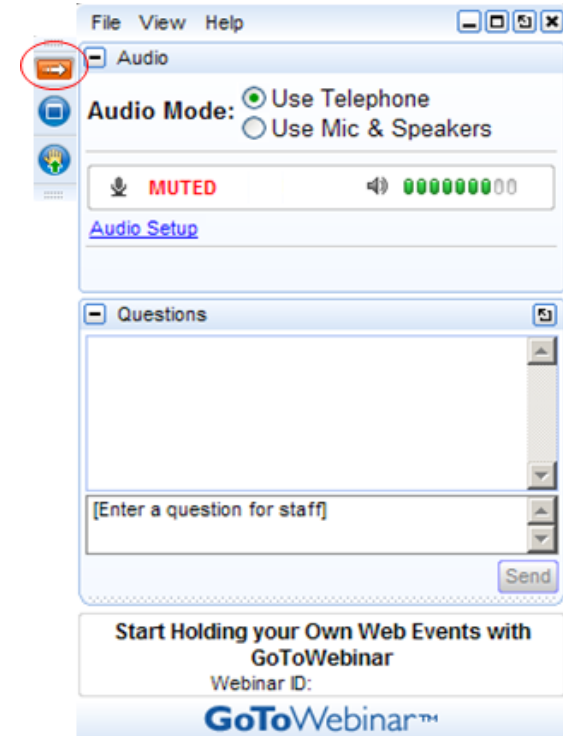 File View Help
Audio
Audio Mode: Use Telephone
Use Mic & Speakers
MUTED
Audio Setup
Questions
[Enter a question for staff]
Send
Start Holding your Own Web Events with
GoToWebinar
Webinar ID:
GoToWebinar™